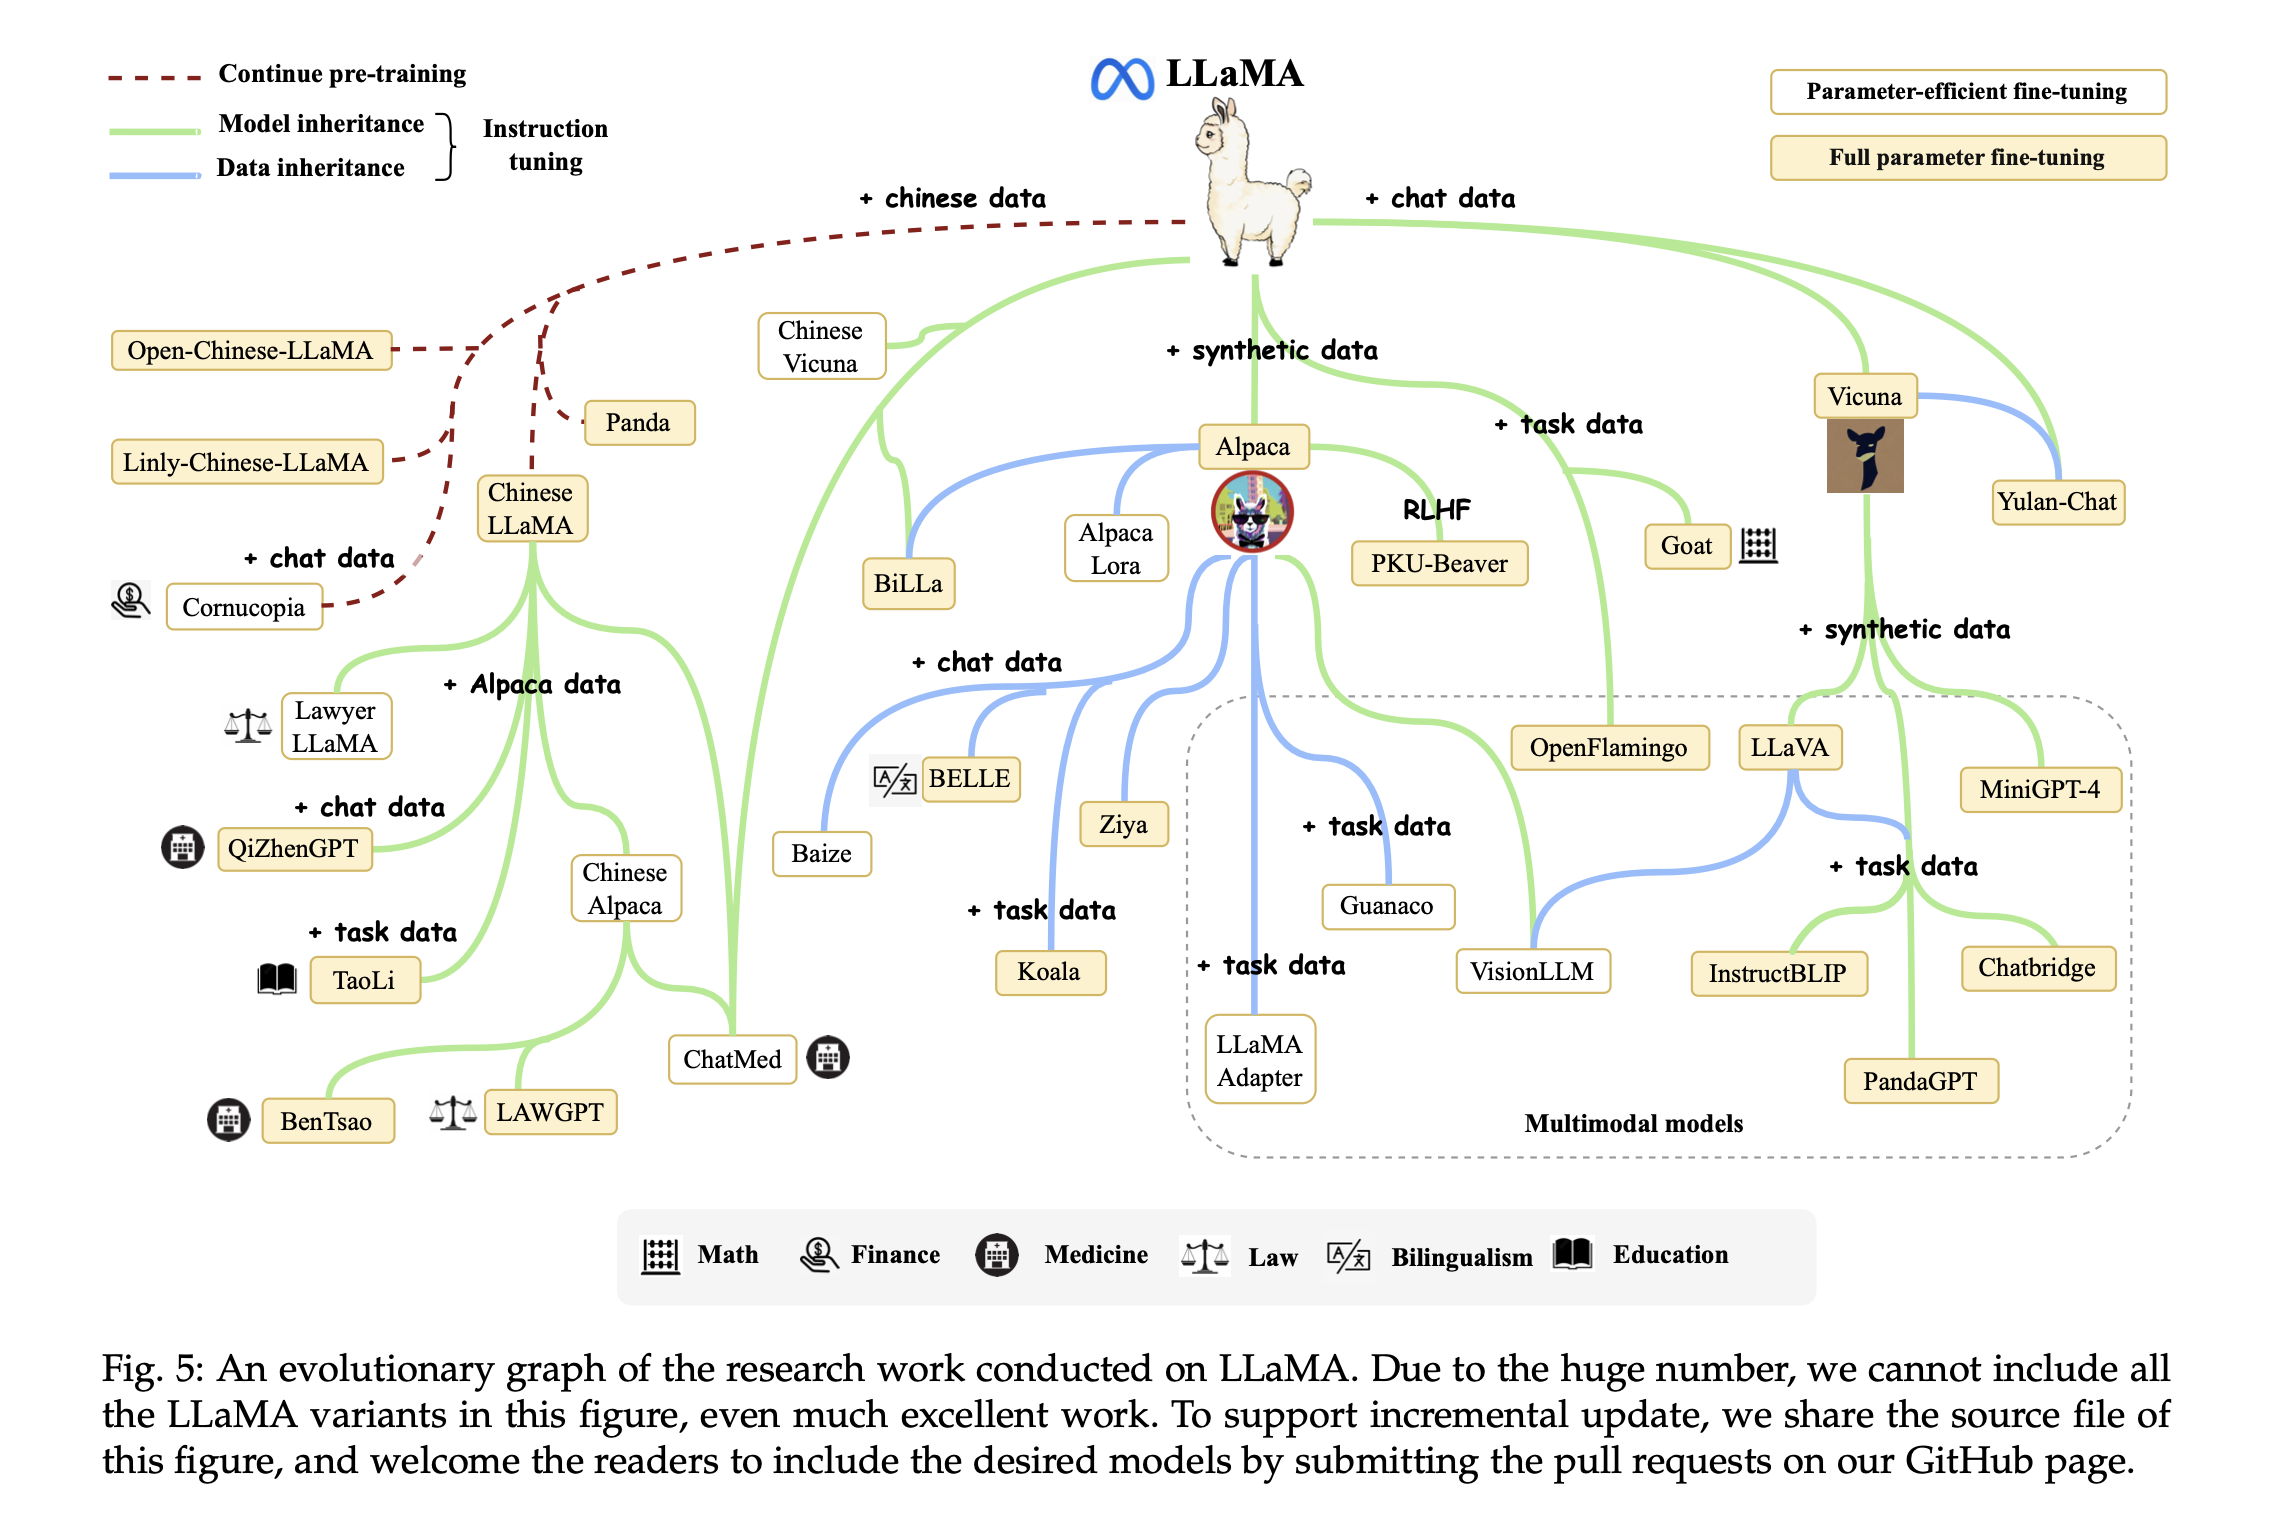 Continue pre-training
Model inheritance
Data inheritance
Instruction
tuning
LLaMA
Parameter-efficient fine-tuning
Full parameter fine-tuning
+ chinese data
+ chat data
Open-Chinese-LLaMA
Linly-Chinese-LLaMA
Panda
Chinese
LLaMA
+ chat data
Cornucopia
Chinese
Vicuna
+ synthetic data
Alpaca
+ task data
Vicuna
Yulan-Chat
BiLLa
Alpaca
Lora
RLHF
PKU-Beaver
Goat
+ Alpaca data
Lawyer
LLaMA
+ chat data
QiZhenGPT
Chinese
Alpaca
+ task data
TaoLi
ChatMed
BenTsao
LAWGPT
+ chat data
BELLE
Baize
Ziya
+ task data
Koala
+ task data
Guanaco
+ task data
LLaMA
Adapter
VisionLLM
OpenFlamingo
+ synthetic data
LLaVA
MiniGPT-4
+ task data
InstructBLIP
Chatbridge
PandaGPT
Multimodal models
Math
Finance
Medicine
Law
Bilingualism
Education
Fig. 5: An evolutionary graph of the research work conducted on LLaMA. Due to the huge number, we cannot include all
the LLaMA variants in this figure, even much excellent work. To support incremental update, we share the source file of
this figure, and welcome the readers to include the desired models by submitting the pull requests on our GitHub page.